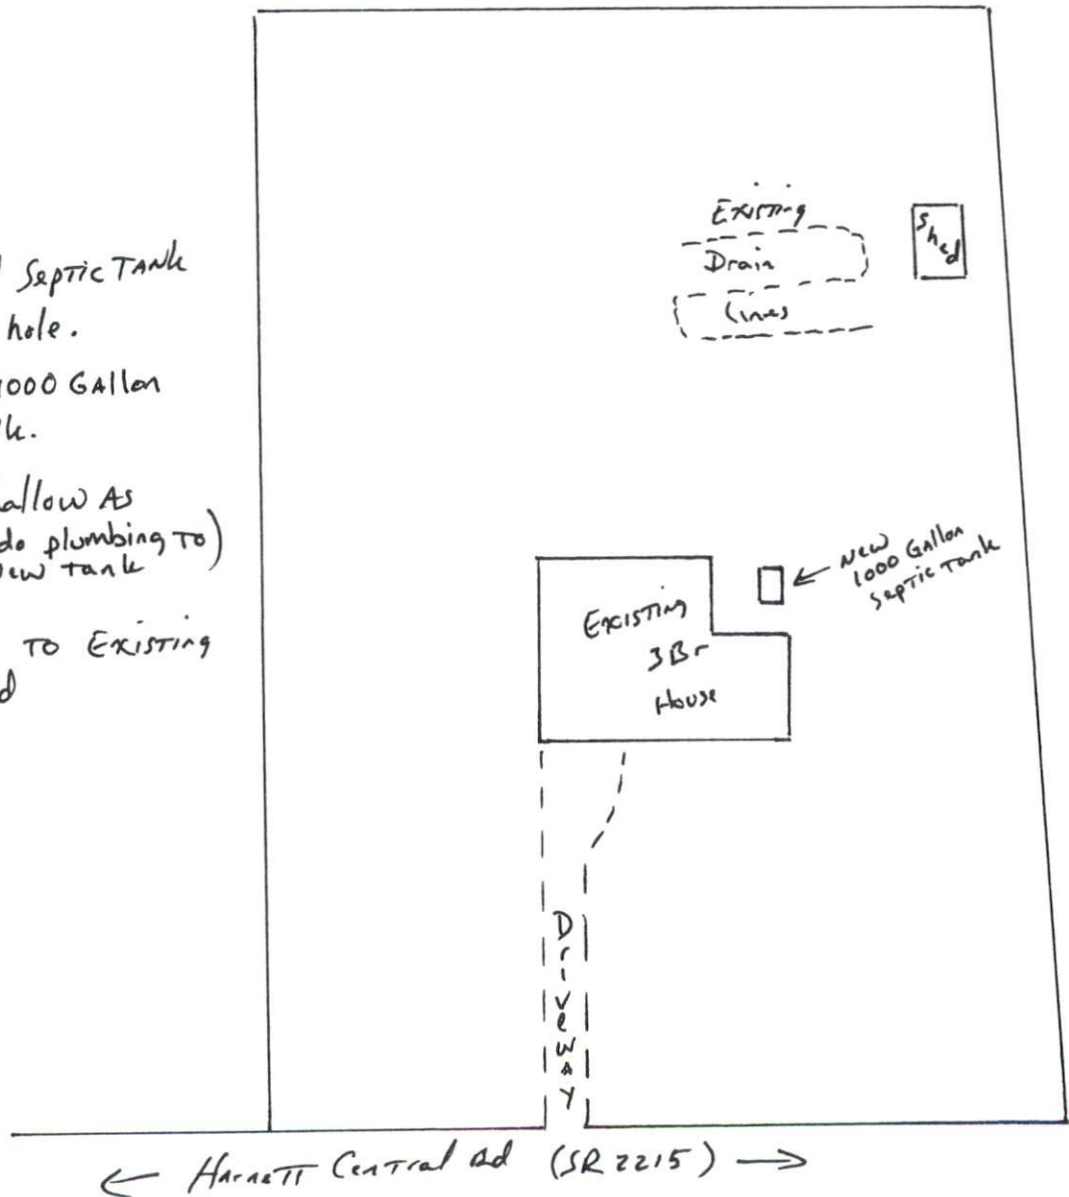 SEPTIC TANK
hole.
1000 GAllon
k.
allow As
do plumbing TO)
new tank
TO Existing
d
Existing
Drain
Lines
Shed
New
1000 Gallon
Septic Tank
Existing
3Br
House
Driveway
← Harnett Central Rd (SR 2215) →